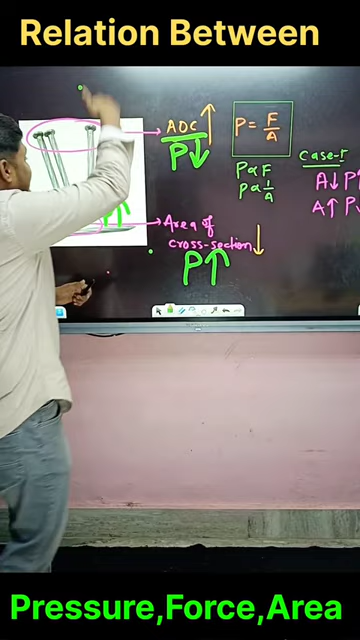 Relation Between
AOC ↑
P↓
P = F/A
P ∝ F
P ∝ 1/A
Case-I
A↓ P↑
A↑ P↓
P↑
→ Area of
cross-section ↓
P↑
Pressure,Force,Area